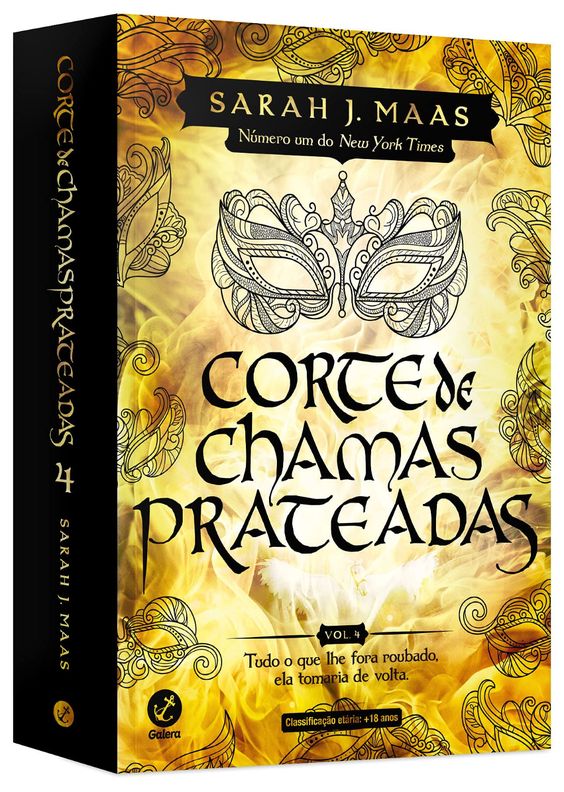 CORTE de CHAMAS PRATEADAS 4 SARAH J. MAAS
SARAH J. MAAS
Número um do New York Times
CORTE de
CHAMAS
PRATEADAS
VOL. 4
Tudo o que lhe fora roubado,
ela tomaria de volta.
Classificação etária: +18 anos
Galera